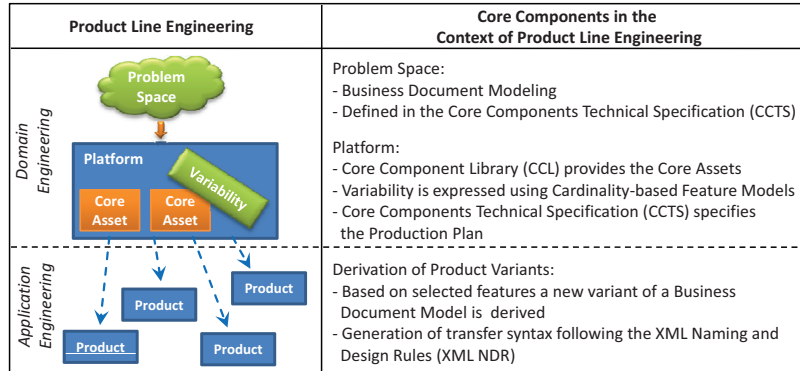 Product Line Engineering
Core Components in the
Context of Product Line Engineering
Domain
Engineering
Problem
Space
Platform
Variability
Core
Asset
Core
Asset
Problem Space:
- Business Document Modeling
- Defined in the Core Components Technical Specification (CCTS)
Platform:
- Core Component Library (CCL) provides the Core Assets
- Variability is expressed using Cardinality-based Feature Models
- Core Components Technical Specification (CCTS) specifies
the Production Plan
Application
Engineering
Product
Product
Product
Product
Derivation of Product Variants:
- Based on selected features a new variant of a Business
Document Model is derived
- Generation of transfer syntax following the XML Naming and
Design Rules (XML NDR)